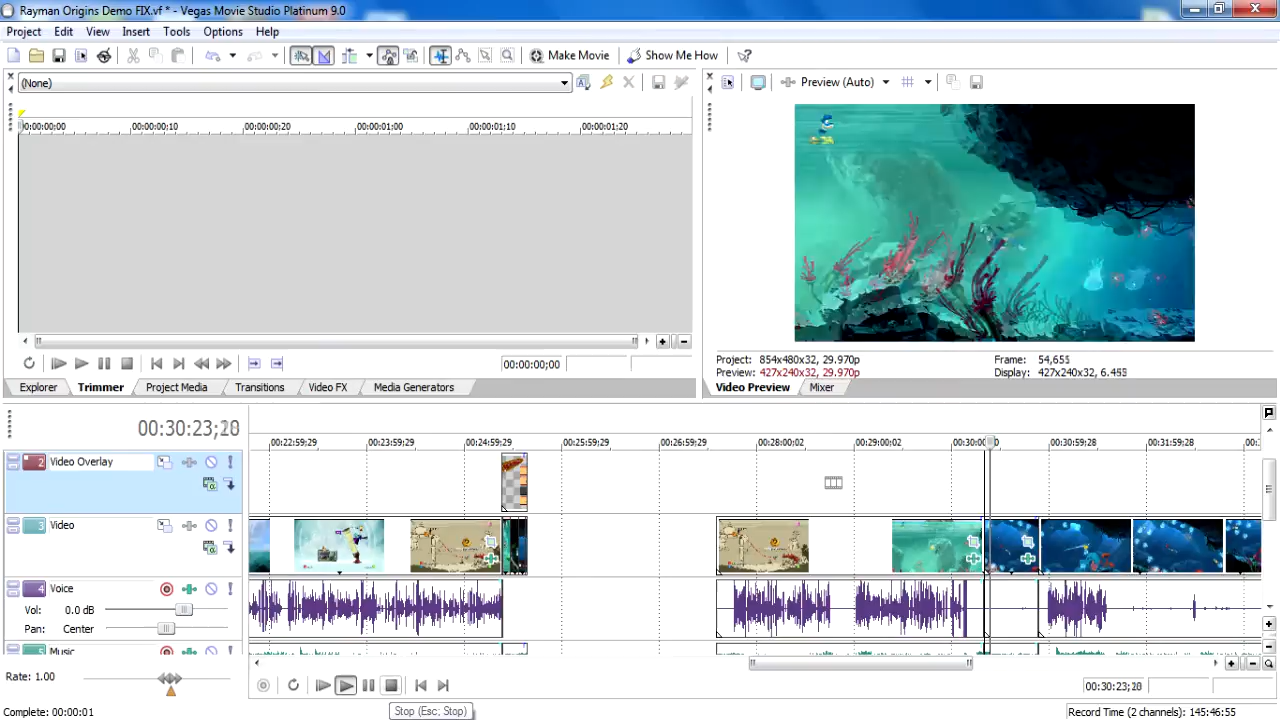 Rayman Origins Demo FIX.vf * - Vegas Movie Studio Platinum 9.0
Project Edit View Insert Tools Options Help
Make Movie Show Me How
(None)
Preview (Auto)
00:00:00:00 00:00:00:10 00:00:00:20 00:00:01:00 00:00:01:10 00:00:01:20
Project: 854x480x32, 29.970p
Frame: 54,655
Preview: 427x240x32, 29.970p
Display: 427x240x32, 6.455
00:00:00;00
Explorer Trimmer Project Media Transitions Video FX Media Generators
Video Preview Mixer
00:30:23;28
00:22:59:29 00:23:59:29 00:24:59:29 00:25:59:29 00:26:59:29 00:28:00:02 00:29:00:02 00:30:00 00:30:59:28 00:31:59:28
2 Video Overlay
3 Video
4 Voice
Vol: 0.0 dB
Pan: Center
5 Music
Rate: 1.00
00:30:23;28
Complete: 00:00:01
Stop (Esc; Stop)
Record Time (2 channels): 145:46:55